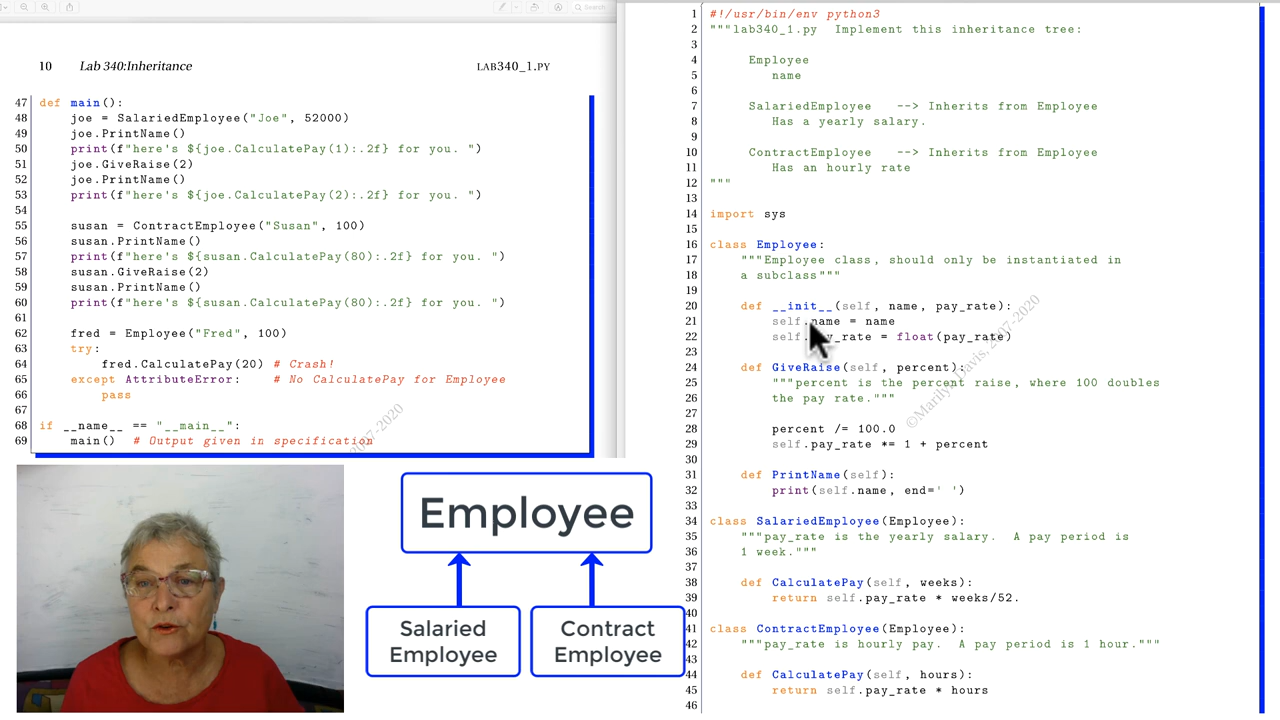 Search
10 Lab 340:Inheritance LAB340_1.PY
47 def main():
48 joe = SalariedEmployee("Joe", 52000)
49 joe.PrintName()
50 print(f"here's ${joe.CalculatePay(1):.2f} for you. ")
51 joe.GiveRaise(2)
52 joe.PrintName()
53 print(f"here's ${joe.CalculatePay(2):.2f} for you. ")
54
55 susan = ContractEmployee("Susan", 100)
56 susan.PrintName()
57 print(f"here's ${susan.CalculatePay(80):.2f} for you. ")
58 susan.GiveRaise(2)
59 susan.PrintName()
60 print(f"here's ${susan.CalculatePay(80):.2f} for you. ")
61
62 fred = Employee("Fred", 100)
63 try:
64 fred.CalculatePay(20) # Crash!
65 except AttributeError: # No CalculatePay for Employee
66 pass
67
68 if __name__ == "__main__":
69 main() # Output given in specification
2007-2020
Employee
Salaried
Employee
Contract
Employee
1 #!/usr/bin/env python3
2 """lab340_1.py Implement this inheritance tree:
3
4 Employee
5 name
6
7 SalariedEmployee --> Inherits from Employee
8 Has a yearly salary.
9
10 ContractEmployee --> Inherits from Employee
11 Has an hourly rate
12 """
13
14 import sys
15
16 class Employee:
17 """Employee class, should only be instantiated in
18 a subclass"""
19
20 def __init__(self, name, pay_rate):
21 self.name = name
22 self.pay_rate = float(pay_rate)
23
24 def GiveRaise(self, percent):
25 """percent is the percent raise, where 100 doubles
26 the pay rate."""
27
28 percent /= 100.0
29 self.pay_rate *= 1 + percent
30
31 def PrintName(self):
32 print(self.name, end=' ')
33
34 class SalariedEmployee(Employee):
35 """pay_rate is the yearly salary. A pay period is
36 1 week."""
37
38 def CalculatePay(self, weeks):
39 return self.pay_rate * weeks/52.
40
41 class ContractEmployee(Employee):
42 """pay_rate is hourly pay. A pay period is 1 hour."""
43
44 def CalculatePay(self, hours):
45 return self.pay_rate * hours
46
©Marilyn Davis, 2007-2020